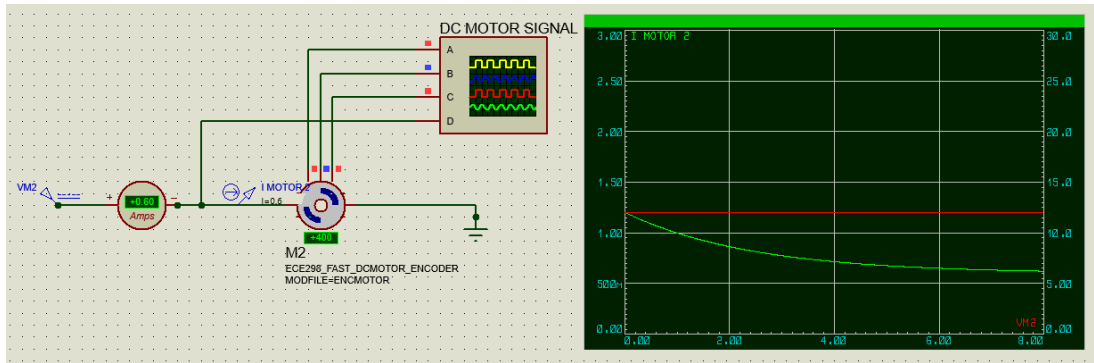 DC MOTOR SIGNAL
A
B
C
D
VM2
+
+0.60
Amps
−
I MOTOR 2
I=0.6
+400
M2
ECE298_FAST_DCMOTOR_ENCODER
MODFILE=ENCMOTOR
I MOTOR 2
3.00
2.50
2.00
1.50
1.00
500m
0.00
30.0
25.0
20.0
15.0
10.0
5.00
0.00
VM2
0.00
2.00
4.00
6.00
8.00